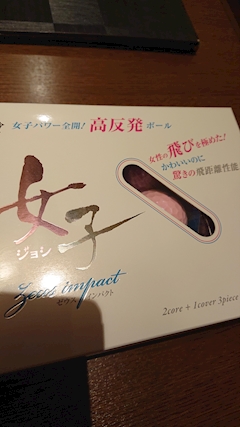 女子パワー全開! 高反発 ボール
女性の飛びを極めた!
かわいいのに
驚きの飛距離性能
女子
ジョシ
Zeus impact
ゼウスインパクト
2core + 1cover 3piece